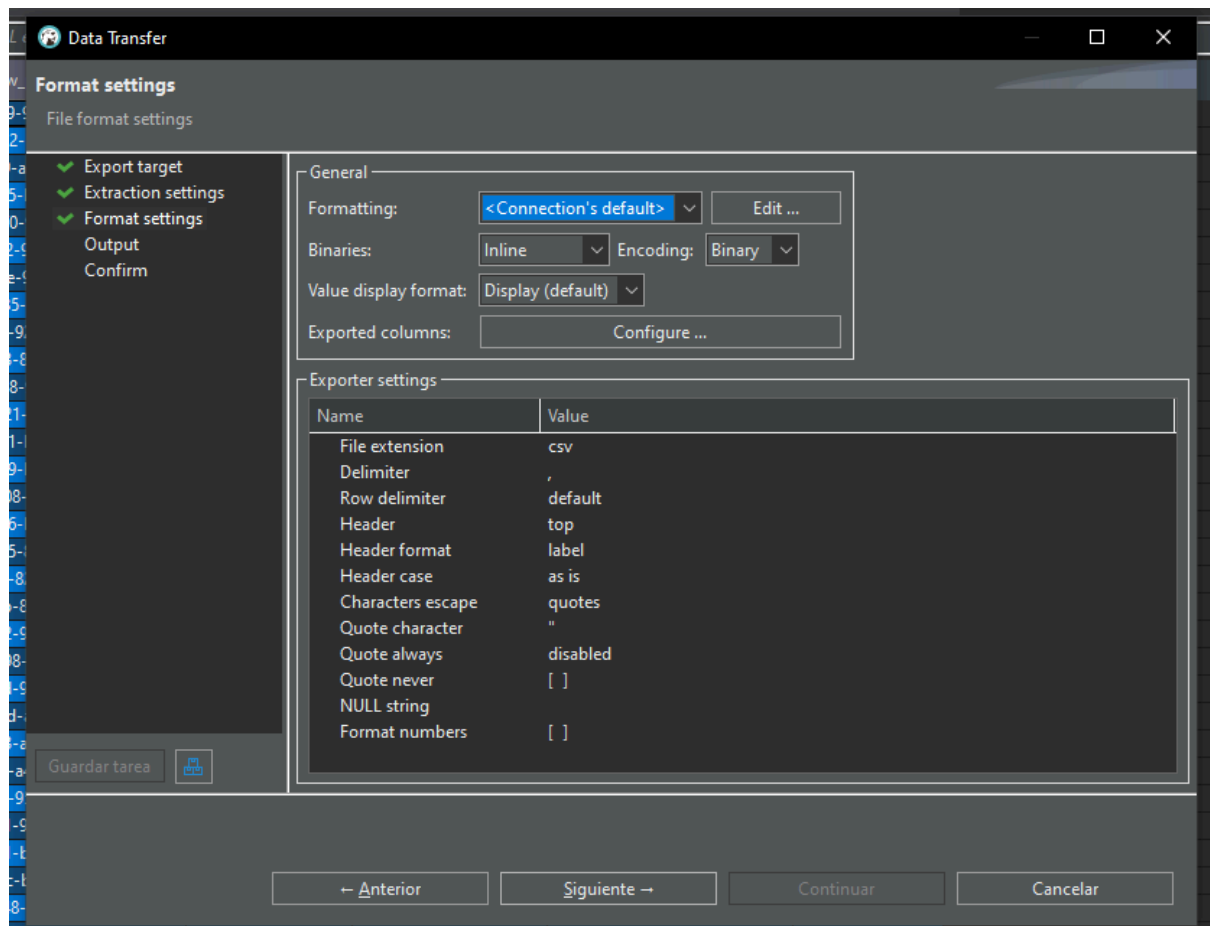 Data Transfer
Format settings
File format settings
Export target
Extraction settings
Format settings
Output
Confirm
General
Formatting: <Connection's default> Edit ...
Binaries: Inline Encoding: Binary
Value display format: Display (default)
Exported columns: Configure ...
Exporter settings
Name Value
File extension csv
Delimiter ,
Row delimiter default
Header top
Header format label
Header case as is
Characters escape quotes
Quote character "
Quote always disabled
Quote never [ ]
NULL string
Format numbers [ ]
Guardar tarea
← Anterior Siguiente → Continuar Cancelar